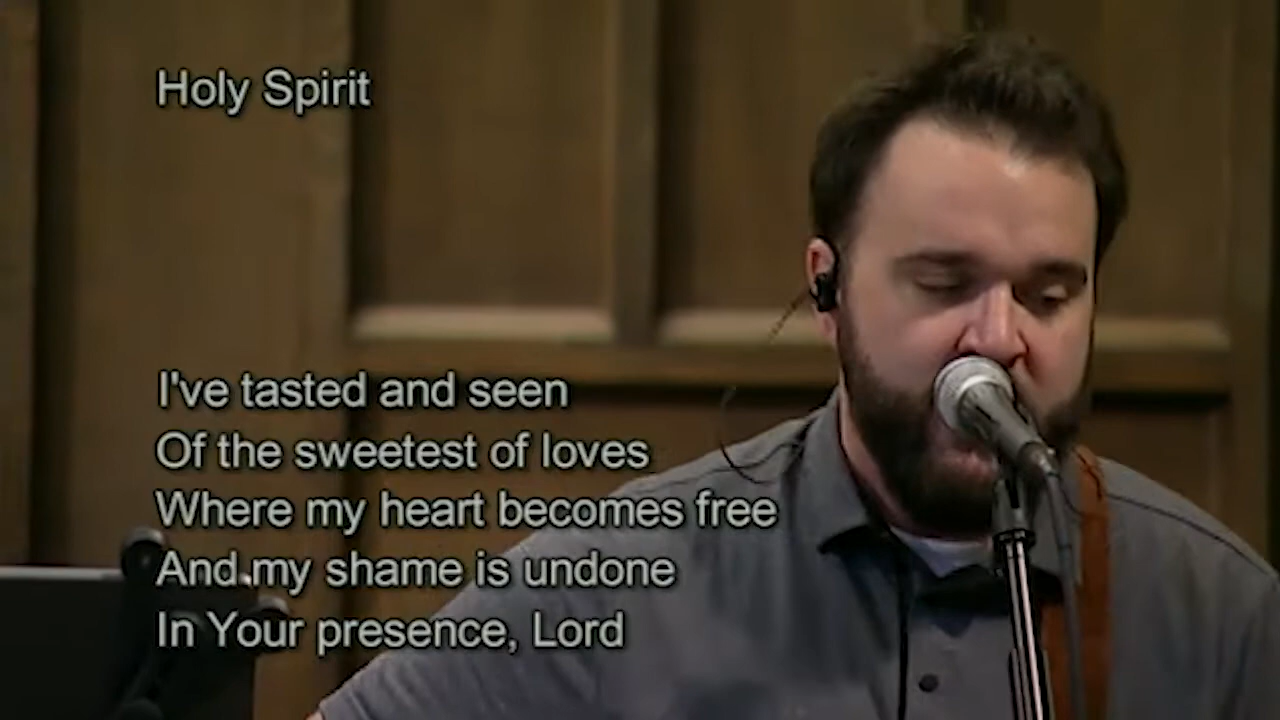 Holy Spirit
I've tasted and seen
Of the sweetest of loves
Where my heart becomes free
And my shame is undone
In Your presence, Lord